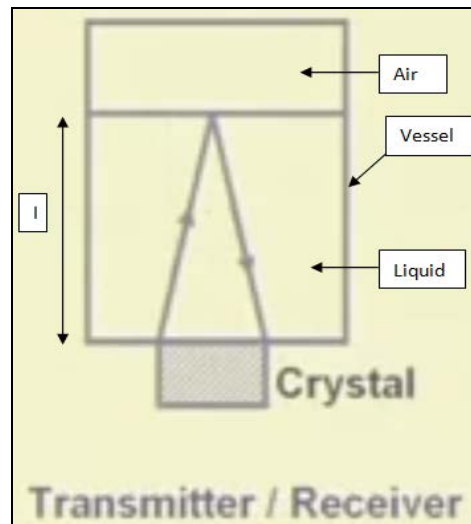 Air
Vessel
l
Liquid
Crystal
Transmitter / Receiver